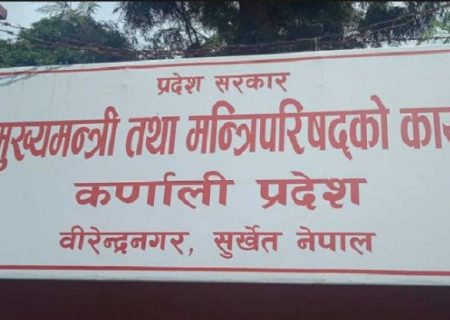 प्रदेश सरकार
मुख्यमन्त्री तथा मन्त्रिपरिषद्को
कर्णाली प्रदेश
वीरेन्द्रनगर, सुर्खेत नेपाल